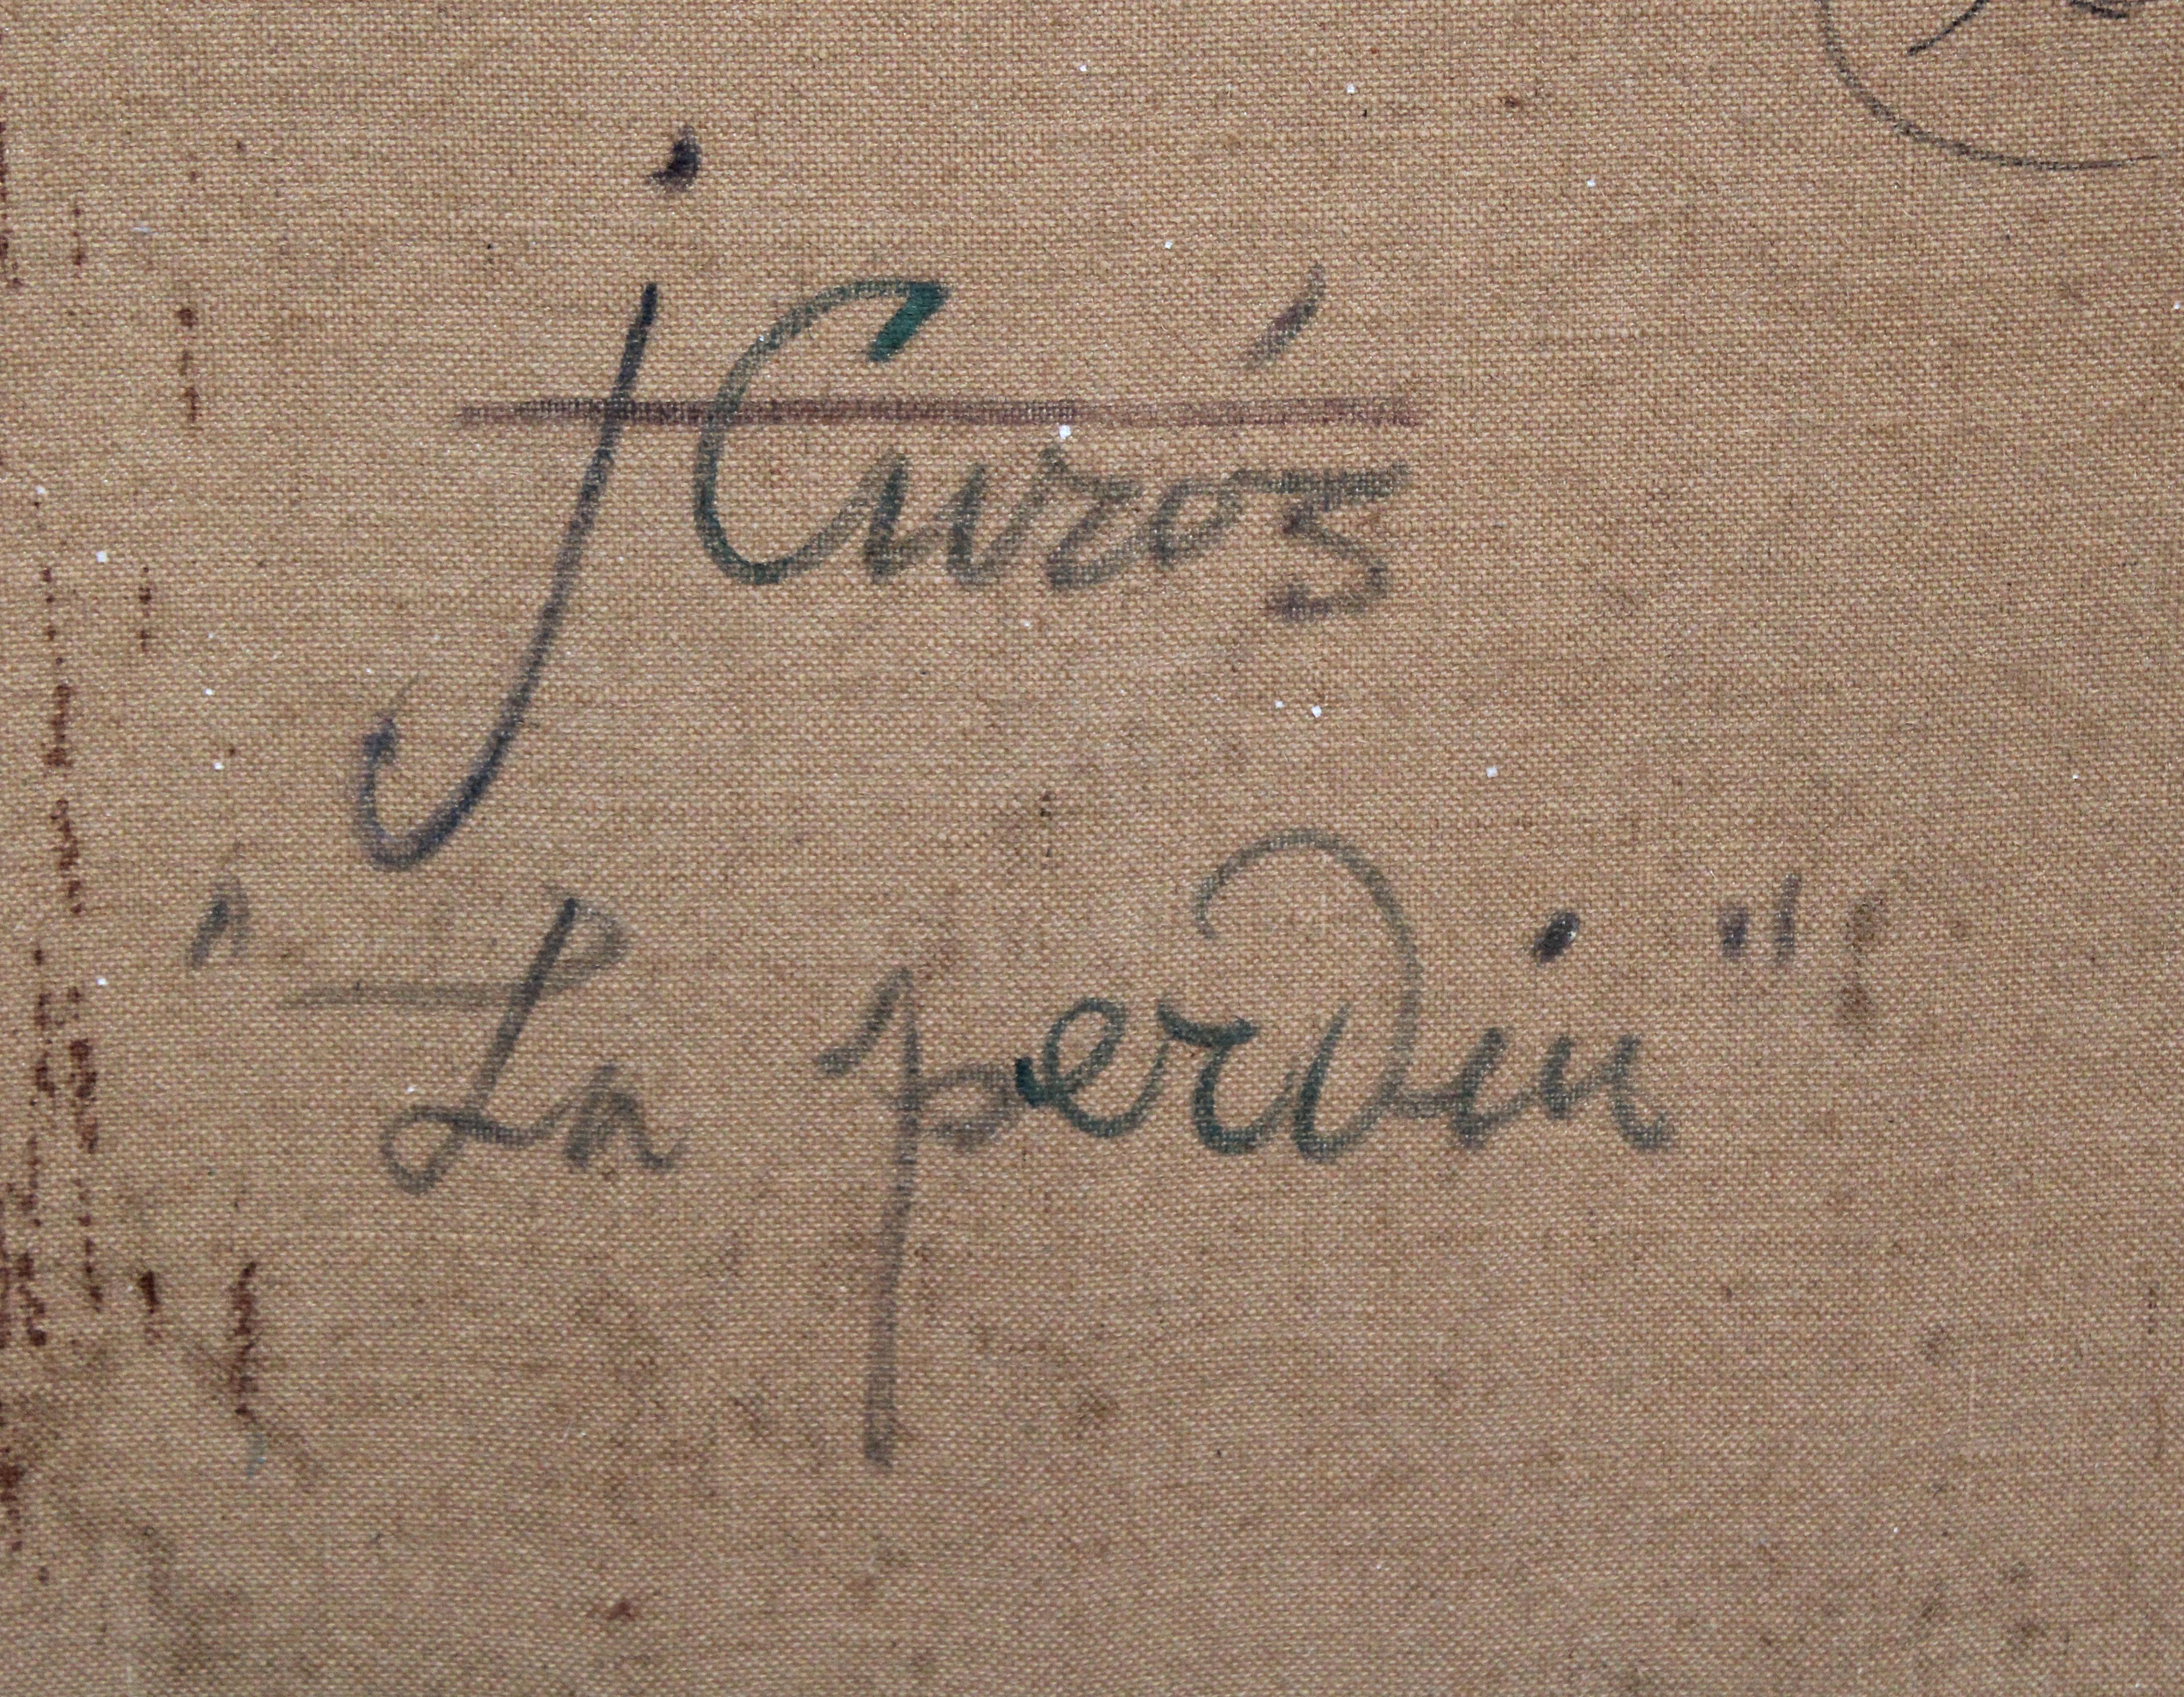 j Curós
"La perdiu"